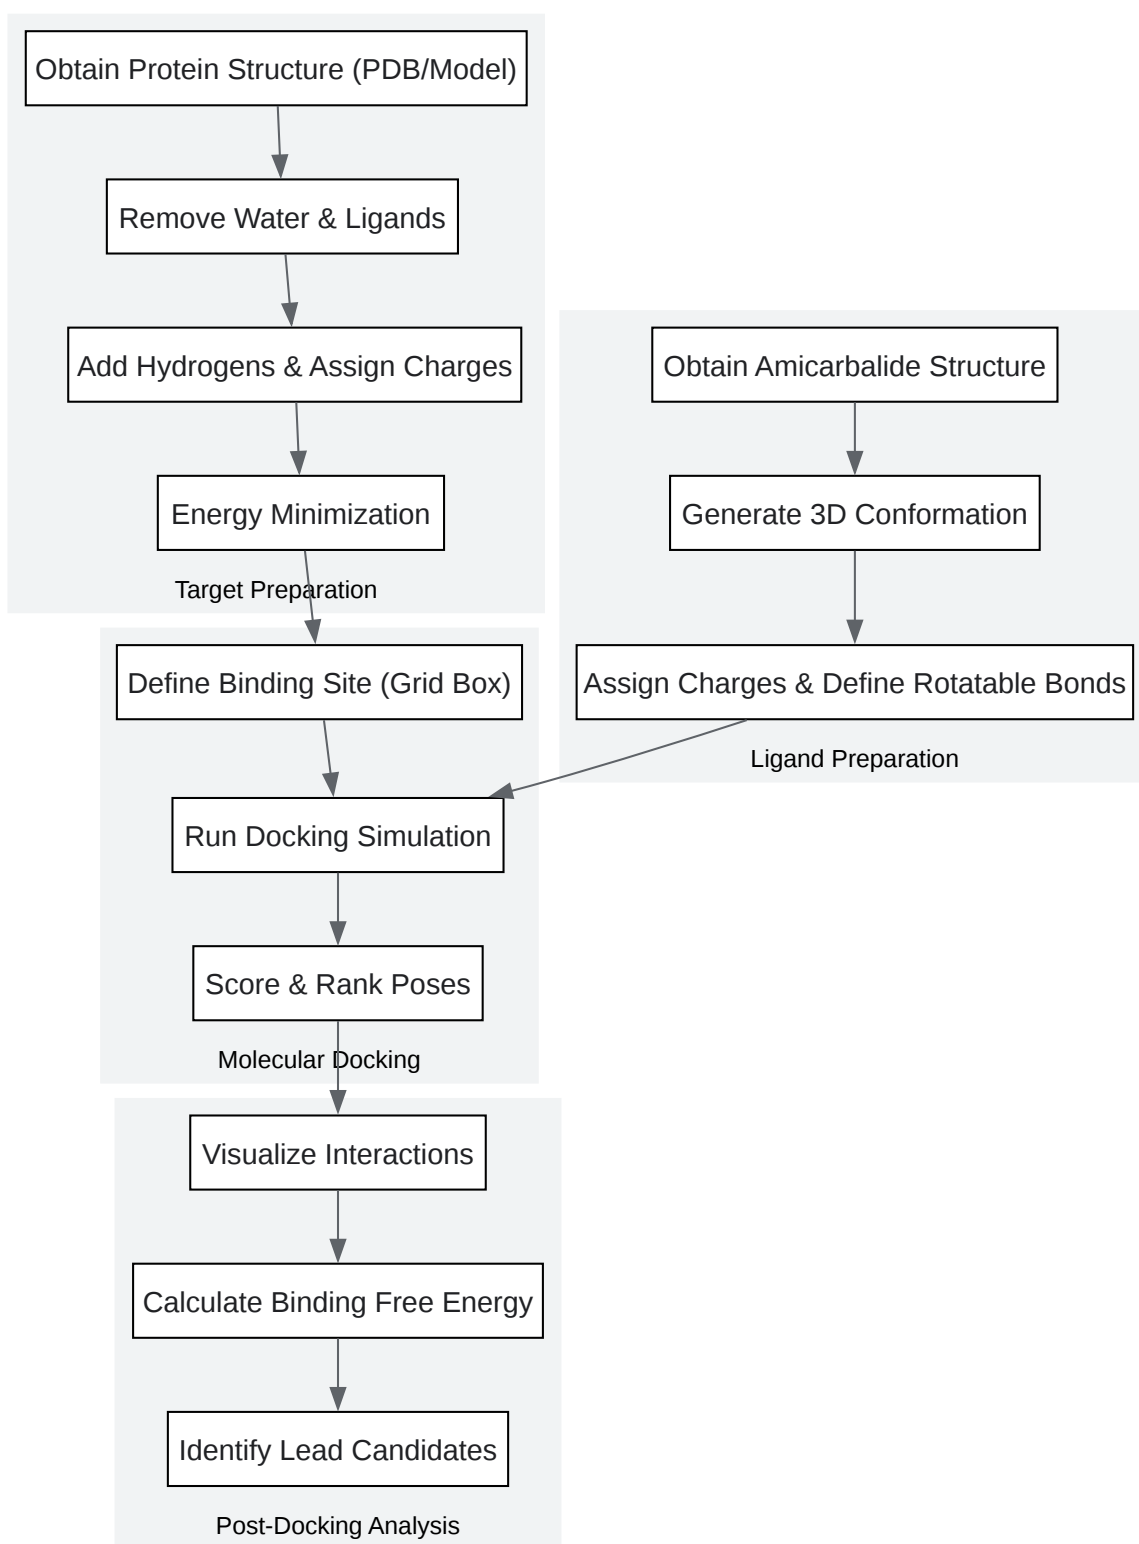 Obtain Protein Structure (PDB/Model)
Remove Water & Ligands
Add Hydrogens & Assign Charges
Energy Minimization
Target Preparation
Obtain Amicarbalide Structure
Generate 3D Conformation
Assign Charges & Define Rotatable Bonds
Ligand Preparation
Define Binding Site (Grid Box)
Run Docking Simulation
Score & Rank Poses
Molecular Docking
Visualize Interactions
Calculate Binding Free Energy
Identify Lead Candidates
Post-Docking Analysis